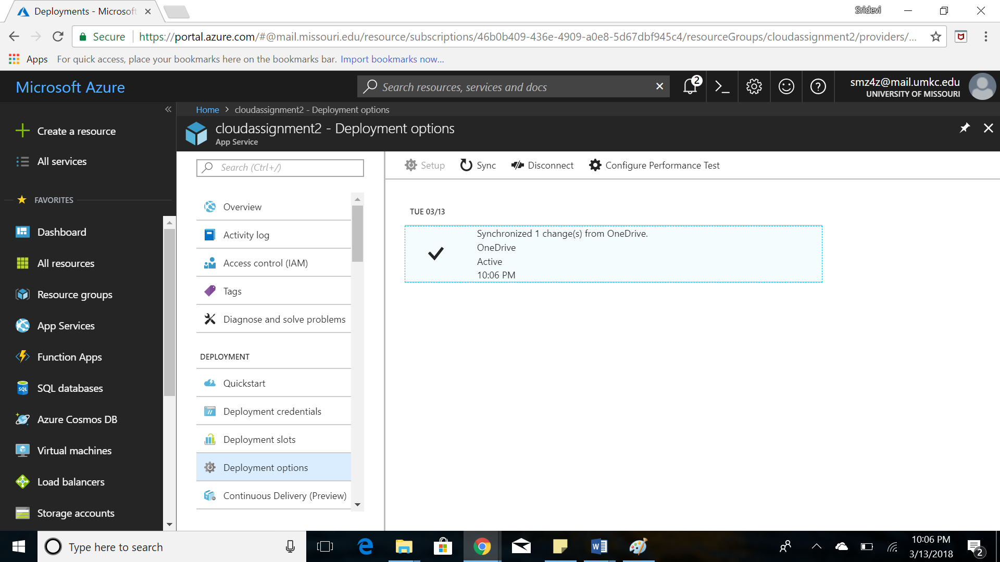 Deployments - Microsoft
Sridevi
Secure
https://portal.azure.com/#@mail.missouri.edu/resource/subscriptions/46b0b409-436e-4909-a0e8-5d67dbf945c4/resourceGroups/cloudassignment2/providers/...
Apps For quick access, place your bookmarks here on the bookmarks bar. Import bookmarks now...
Microsoft Azure
Search resources, services and docs
2
smz4z@mail.umkc.edu
UNIVERSITY OF MISSOURI
Home > cloudassignment2 - Deployment options
cloudassignment2 - Deployment options
App Service
Create a resource
All services
FAVORITES
Dashboard
All resources
Resource groups
App Services
Function Apps
SQL databases
Azure Cosmos DB
Virtual machines
Load balancers
Storage accounts
Search (Ctrl+/)
Overview
Activity log
Access control (IAM)
Tags
Diagnose and solve problems
DEPLOYMENT
Quickstart
Deployment credentials
Deployment slots
Deployment options
Continuous Delivery (Preview)
Setup Sync Disconnect Configure Performance Test
TUE 03/13
Synchronized 1 change(s) from OneDrive.
OneDrive
Active
10:06 PM
Type here to search
10:06 PM
3/13/2018
2